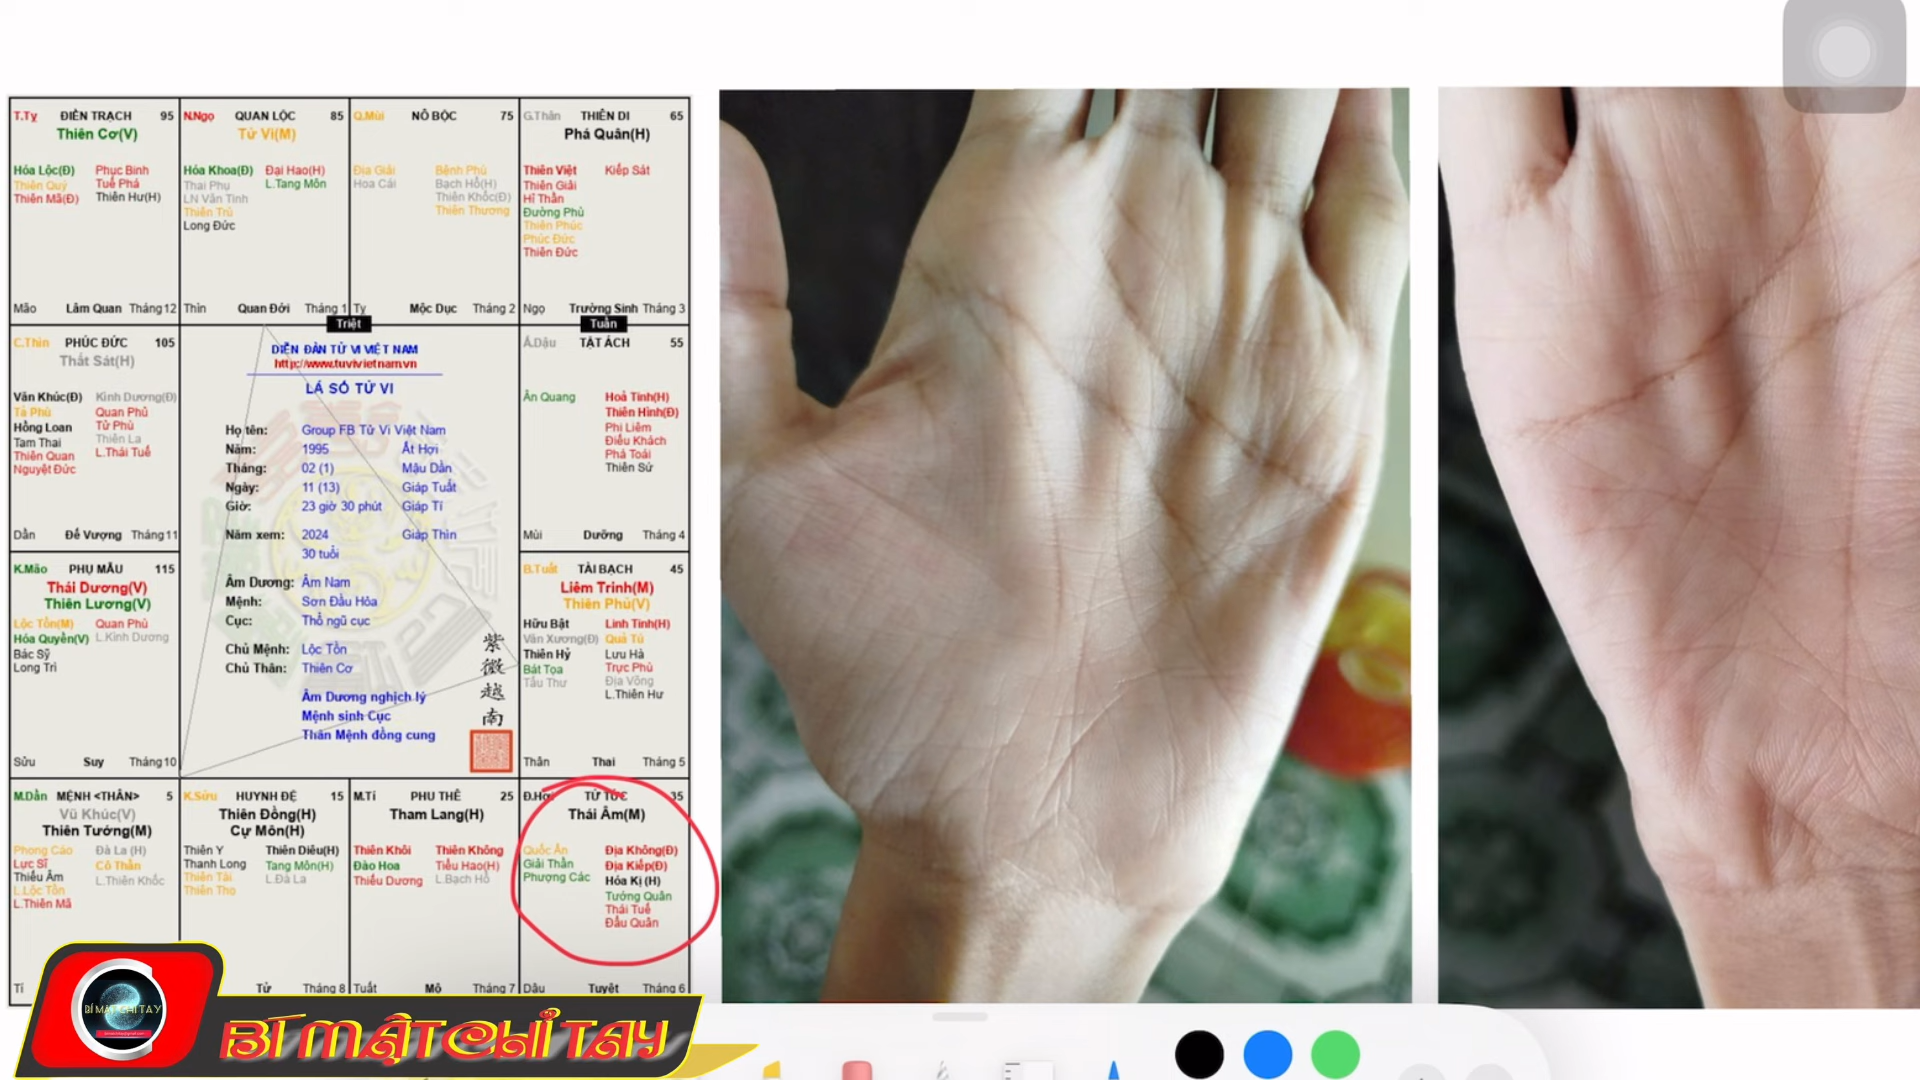 T.Tỵ ĐIỀN TRẠCH 95
Thiên Cơ(V)
Hóa Lộc(Đ) Phục Binh
Thiên Quý Tuế Phá
Thiên Mã(Đ) Thiên Hư(H)
Mão Lâm Quan Tháng 12
N.Ngọ QUAN LỘC 85
Tử Vi(M)
Hóa Khoa(Đ) Đại Hao(H)
Thai Phụ L.Tang Môn
LN Văn Tinh
Thiên Trù
Long Đức
Thìn Quan Đới Tháng 1
Q.Mùi NÔ BỘC 75
Địa Giải Bệnh Phù
Hoa Cái Bạch Hổ(H)
Thiên Khốc(Đ)
Thiên Thương
Tỵ Mộc Dục Tháng 2
G.Thân THIÊN DI 65
Phá Quân(H)
Thiên Việt Kiếp Sát
Thiên Giải
Hỉ Thần
Đường Phù
Thiên Phúc
Phúc Đức
Thiên Đức
Ngọ Trường Sinh Tháng 3
Triệt
Tuần
C.Thìn PHÚC ĐỨC 105
Thất Sát(H)
Văn Khúc(Đ) Kình Dương(Đ)
Tả Phù Quan Phủ
Hồng Loan Tử Phù
Tam Thai Thiên La
Thiên Quan L.Thái Tuế
Nguyệt Đức
Dần Đế Vượng Tháng 11
DIỄN ĐÀN TỬ VI VIỆT NAM
http://www.tuvivietnam.vn
LÁ SỐ TỬ VI
Họ tên: Group FB Tử Vi Việt Nam
Năm: 1995 Ất Hợi
Tháng: 02 (1) Mậu Dần
Ngày: 11 (13) Giáp Tuất
Giờ: 23 giờ 30 phút Giáp Tí
Năm xem: 2024 Giáp Thìn
30 tuổi
Âm Dương: Âm Nam
Mệnh: Sơn Đầu Hỏa
Cục: Thổ ngũ cục
Chủ Mệnh: Lộc Tồn
Chủ Thân: Thiên Cơ
Âm Dương nghịch lý
Mệnh sinh Cục
Thân Mệnh đồng cung
紫
微
越
南
Ấ.Dậu TẬT ÁCH 55
Ân Quang Hoả Tinh(H)
Thiên Hình(Đ)
Phi Liêm
Điếu Khách
Phá Toái
Thiên Sứ
Mùi Dưỡng Tháng 4
K.Mão PHỤ MẪU 115
Thái Dương(V)
Thiên Lương(V)
Lộc Tồn(M) Quan Phù
Hóa Quyền(V) L.Kình Dương
Bác Sỹ
Long Trì
Sửu Suy Tháng 10
B.Tuất TÀI BẠCH 45
Liêm Trinh(M)
Thiên Phủ(V)
Hữu Bật Linh Tinh(H)
Văn Xương(Đ) Quả Tú
Thiên Hỷ Lưu Hà
Bát Tọa Trực Phù
Tấu Thư Địa Võng
L.Thiên Hư
Thân Thai Tháng 5
M.Dần MỆNH <THÂN> 5
Vũ Khúc(V)
Thiên Tướng(M)
Phong Cáo Đà La (H)
Lực Sĩ Cô Thần
Thiếu Âm L.Thiên Khốc
L.Lộc Tồn
L.Thiên Mã
Tí
K.Sửu HUYNH ĐỆ 15
Thiên Đồng(H)
Cự Môn(H)
Thiên Y Thiên Diêu(H)
Thanh Long Tang Môn(H)
Thiên Tài L.Đà La
Thiên Thọ
Tử Tháng 8
M.Tí PHU THÊ 25
Tham Lang(H)
Thiên Khôi Thiên Không
Đào Hoa Tiểu Hao(H)
Thiếu Dương L.Bạch Hổ
Tuất Mộ Tháng 7
Đ.Hợi TỬ TỨC 35
Thái Âm(M)
Quốc Ấn Địa Không(Đ)
Giải Thần Địa Kiếp(Đ)
Phượng Các Hóa Kị (H)
Tướng Quân
Thái Tuế
Đẩu Quân
Dậu Tuyệt Tháng 6
BÍ MẬT CHỈ TAY
BÍ MẬT CHỈ TAY